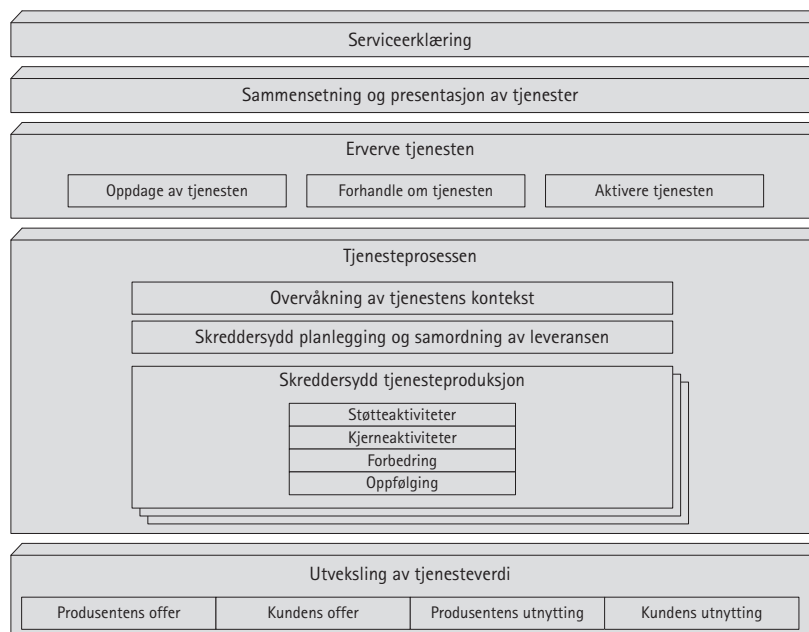 Serviceerklæring
Sammensetning og presentasjon av tjenester
Erverve tjenesten
Oppdage av tjenesten
Forhandle om tjenesten
Aktivere tjenesten
Tjenesteprosessen
Overvåkning av tjenestens kontekst
Skreddersydd planlegging og samordning av leveransen
Skreddersydd tjenesteproduksjon
Støtteaktiviteter
Kjerneaktiviteter
Forbedring
Oppfølging
Utveksling av tjenesteverdi
Produsentens offer
Kundens offer
Produsentens utnytting
Kundens utnytting